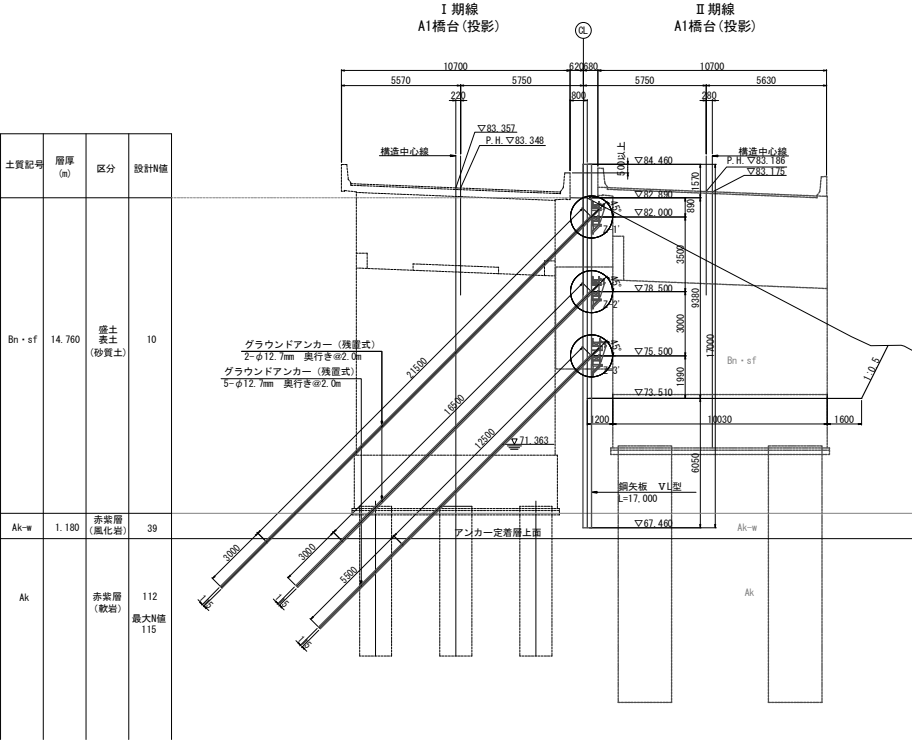 Ⅰ期線
A1橋台(投影)
Ⅱ期線
A1橋台(投影)
CL
10700
620
680
10700
5570
5750
5750
5630
220
800
280
土質記号
層厚
(m)
区分
設計N値
構造中心線
▽83.357
P.H.▽83.348
500以上
▽84.460
構造中心線
P.H.▽83.186
▽83.175
1570
▽82.890
890
▽82.000
45°
Z-1'
3500
▽78.500
45°
Z-2'
9380
3000
17000
▽75.500
45°
Z-3'
1990
▽73.510
Bn・sf
1:0.5
Bn・sf
14.760
盛土
表土
(砂質土)
10
グラウンドアンカー(残置式)
2-φ12.7mm 奥行き@2.0m
グラウンドアンカー(残置式)
5-φ12.7mm 奥行き@2.0m
21500
16500
12500
1200
10030
1600
▽71.363
6050
鋼矢板 ⅤL型
L=17.000
▽67.460
Ak-w
1.180
赤紫層
(風化岩)
39
アンカー定着層上面
Ak-w
3000
3000
5500
Ak
赤紫層
(軟岩)
112
最大N値
115
Ak